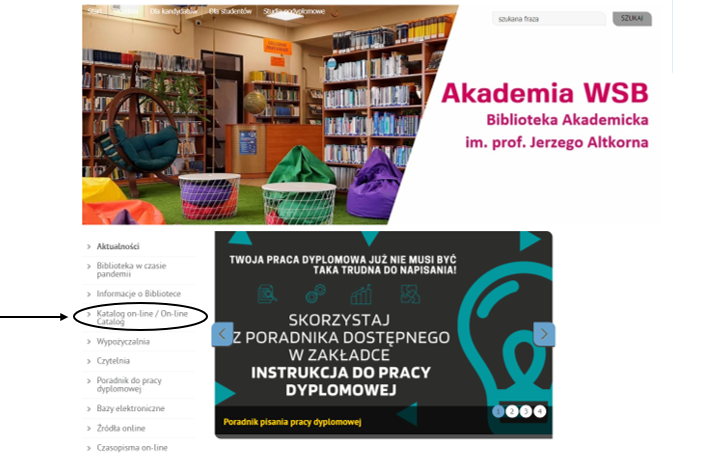 Start
Dla kandydatów
Dla studentów
Studia podyplomowe
szukana fraza
SZUKAJ
Akademia WSB
Biblioteka Akademicka
im. prof. Jerzego Altkorna
Aktualności
Biblioteka w czasie
pandemii
Informacje o Bibliotece
Katalog on-line / On-line
Catalog
Wypożyczalnia
Czytelnia
Poradnik do pracy
dyplomowej
Bazy elektroniczne
Źródła online
Czasopisma on-line
TWOJA PRACA DYPLOMOWA JUŻ NIE MUSI BYĆ
TAKA TRUDNA DO NAPISANIA!
SKORZYSTAJ
Z PORADNIKA DOSTĘPNEGO
W ZAKŁADCE
INSTRUKCJA DO PRACY
DYPLOMOWEJ
Poradnik pisania pracy dyplomowej
1 2 3 4